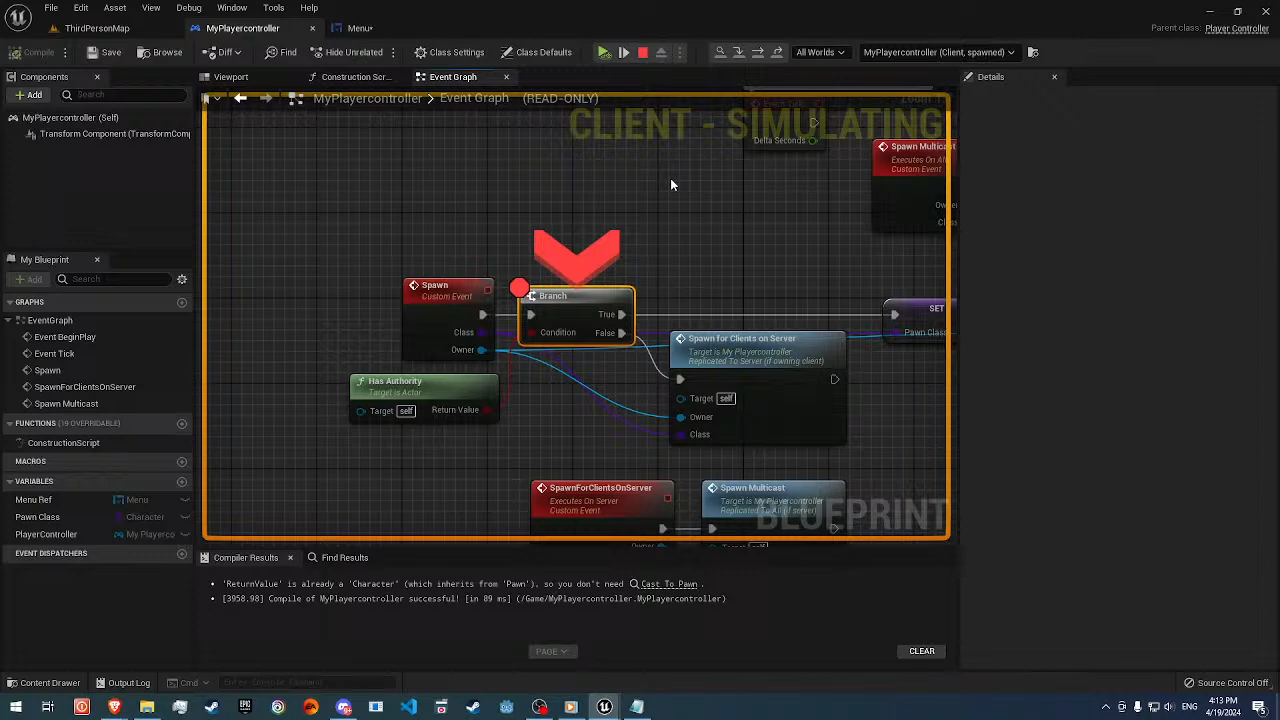 File Edit Asset View Debug Window Tools Help
ThirdPersonMap
MyPlayercontroller
Menu•
Parent class: Player Controller
Compile
Save
Browse
Diff
Find
Hide Unrelated
Class Settings
Class Defaults
All Worlds
MyPlayercontroller (Client, spawned)
Components
Viewport
Construction Scr...
Event Graph
Details
+ Add
Search
MyPlayercontroller > Event Graph (READ-ONLY)
Transform Component (TransformComp
CLIENT - SIMULATING
Delta Seconds
Spawn Multicast
Executes On
Custom Event
My Blueprint
+ Add
Search
GRAPHS
EventGraph
Event BeginPlay
Event Tick
SpawnForClientsOnServer
Spawn Multicast
FUNCTIONS (19 OVERRIDABLE)
ConstructionScript
MACROS
VARIABLES
Menu Ref
Menu
Pawn Class
Character
PlayerController
My Playerco
EVENT DISPATCHERS
Spawn
Custom Event
Class
Owner
Branch
True
Condition
False
SET
Pawn Class
Has Authority
Target is Actor
Target self
Return Value
Spawn for Clients on Server
Target is My Playercontroller
Replicated To Server (if owning client)
Target self
Owner
Class
SpawnForClientsOnServer
Executes On Server
Custom Event
Spawn Multicast
Target is My Playercontroller
Replicated To All (if server)
BLUEPRINT
Compiler Results
Find Results
'ReturnValue' is already a 'Character' (which inherits from 'Pawn'), so you don't need Cast To Pawn .
[3958.98] Compile of MyPlayercontroller successful! [in 89 ms] (/Game/MyPlayercontroller.MyPlayercontroller)
PAGE
CLEAR
Content Drawer
Output Log
Cmd
Enter Console Command
Source Control Off
ENG
4:13 PM
4/19/2024